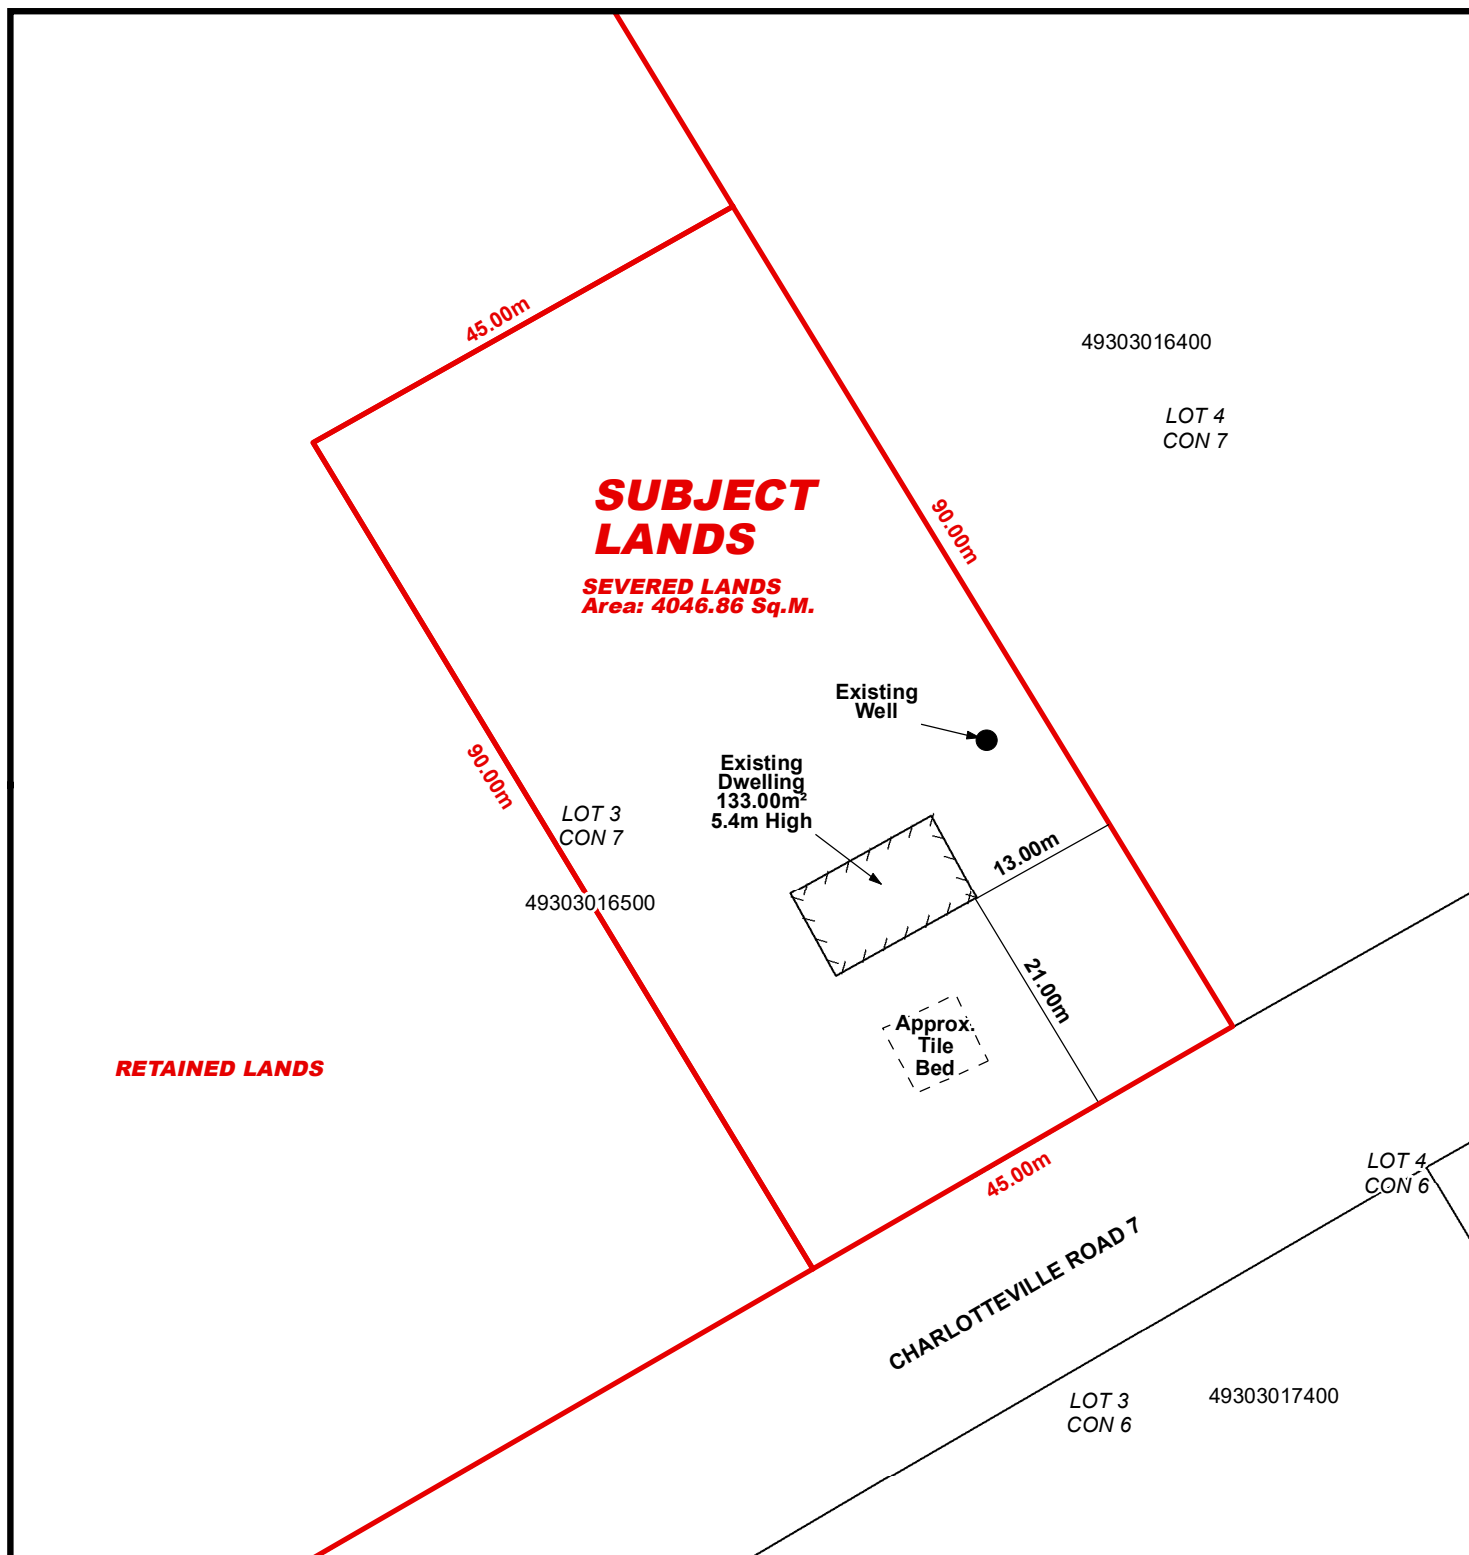 45.00m
49303016400
LOT 4
CON 7
SUBJECT
LANDS
90.00m
SEVERED LANDS
Area: 4046.86 Sq.M.
Existing
Well
90.00m
Existing
Dwelling
133.00m²
5.4m High
LOT 3
CON 7
13.00m
49303016500
21.00m
Approx.
Tile
Bed
RETAINED LANDS
45.00m
LOT 4
CON 6
CHARLOTTEVILLE ROAD 7
LOT 3
CON 6
49303017400